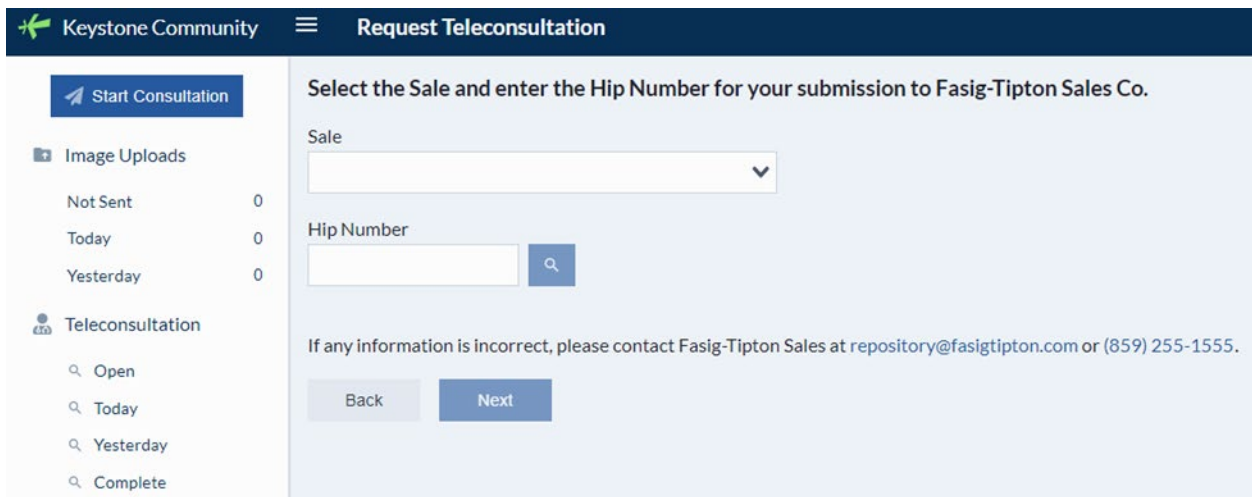 Keystone Community
Request Teleconsultation
Start Consultation
Image Uploads
Not Sent 0
Today 0
Yesterday 0
Teleconsultation
Open
Today
Yesterday
Complete
Select the Sale and enter the Hip Number for your submission to Fasig-Tipton Sales Co.
Sale
Hip Number
If any information is incorrect, please contact Fasig-Tipton Sales at repository@fasigtipton.com or (859) 255-1555.
Back Next